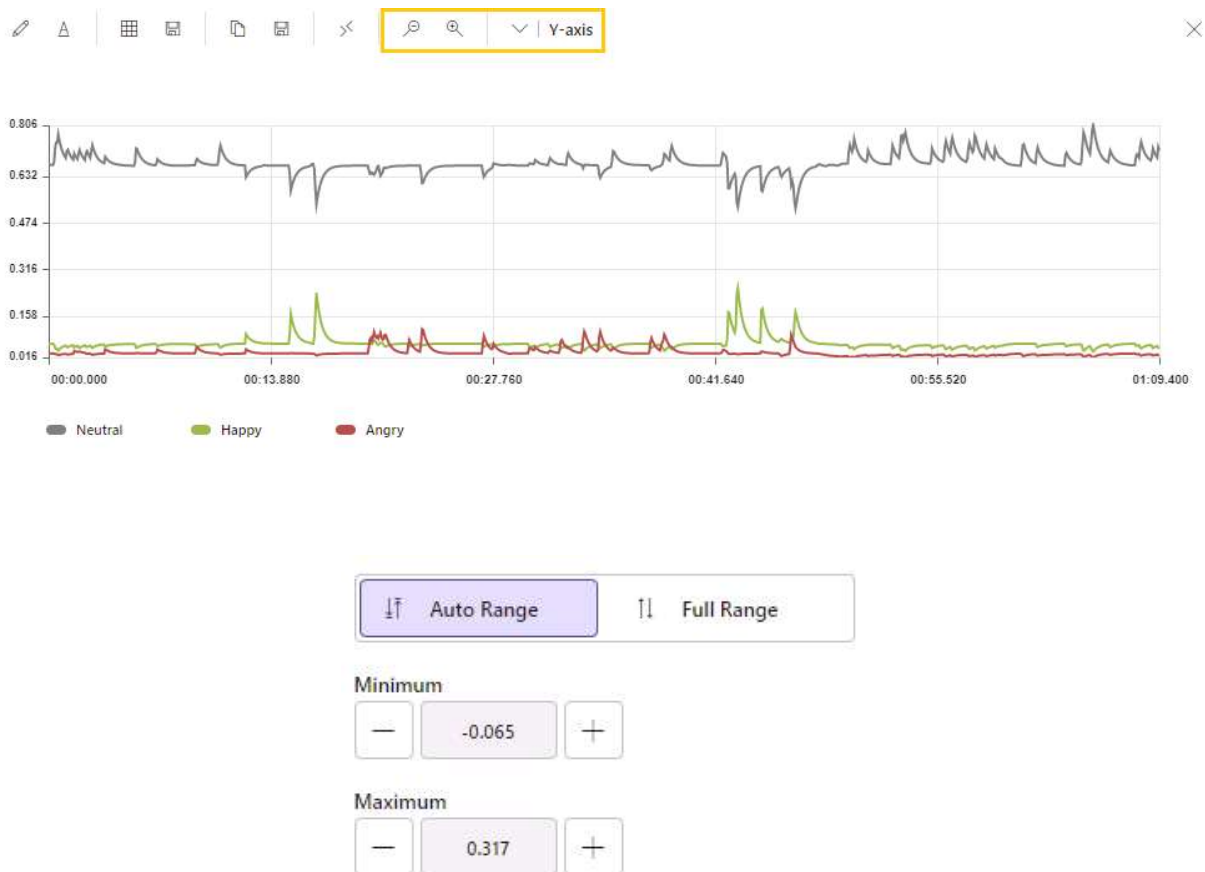 Y-axis
0.806
0.632
0.474
0.316
0.158
0.016
00:00.000 00:13.880 00:27.760 00:41.640 00:55.520 01:09.400
Neutral Happy Angry
Auto Range Full Range
Minimum
-0.065
Maximum
0.317